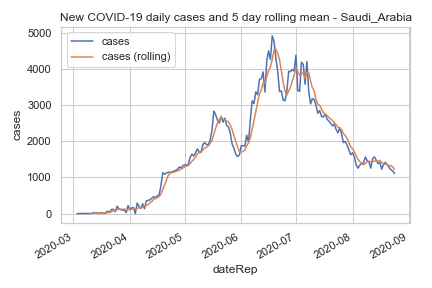 New COVID-19 daily cases and 5 day rolling mean - Saudi_Arabia
cases
cases (rolling)
5000
4000
3000
2000
1000
0
cases
2020-03
2020-04
2020-05
2020-06
2020-07
2020-08
2020-09
dateRep